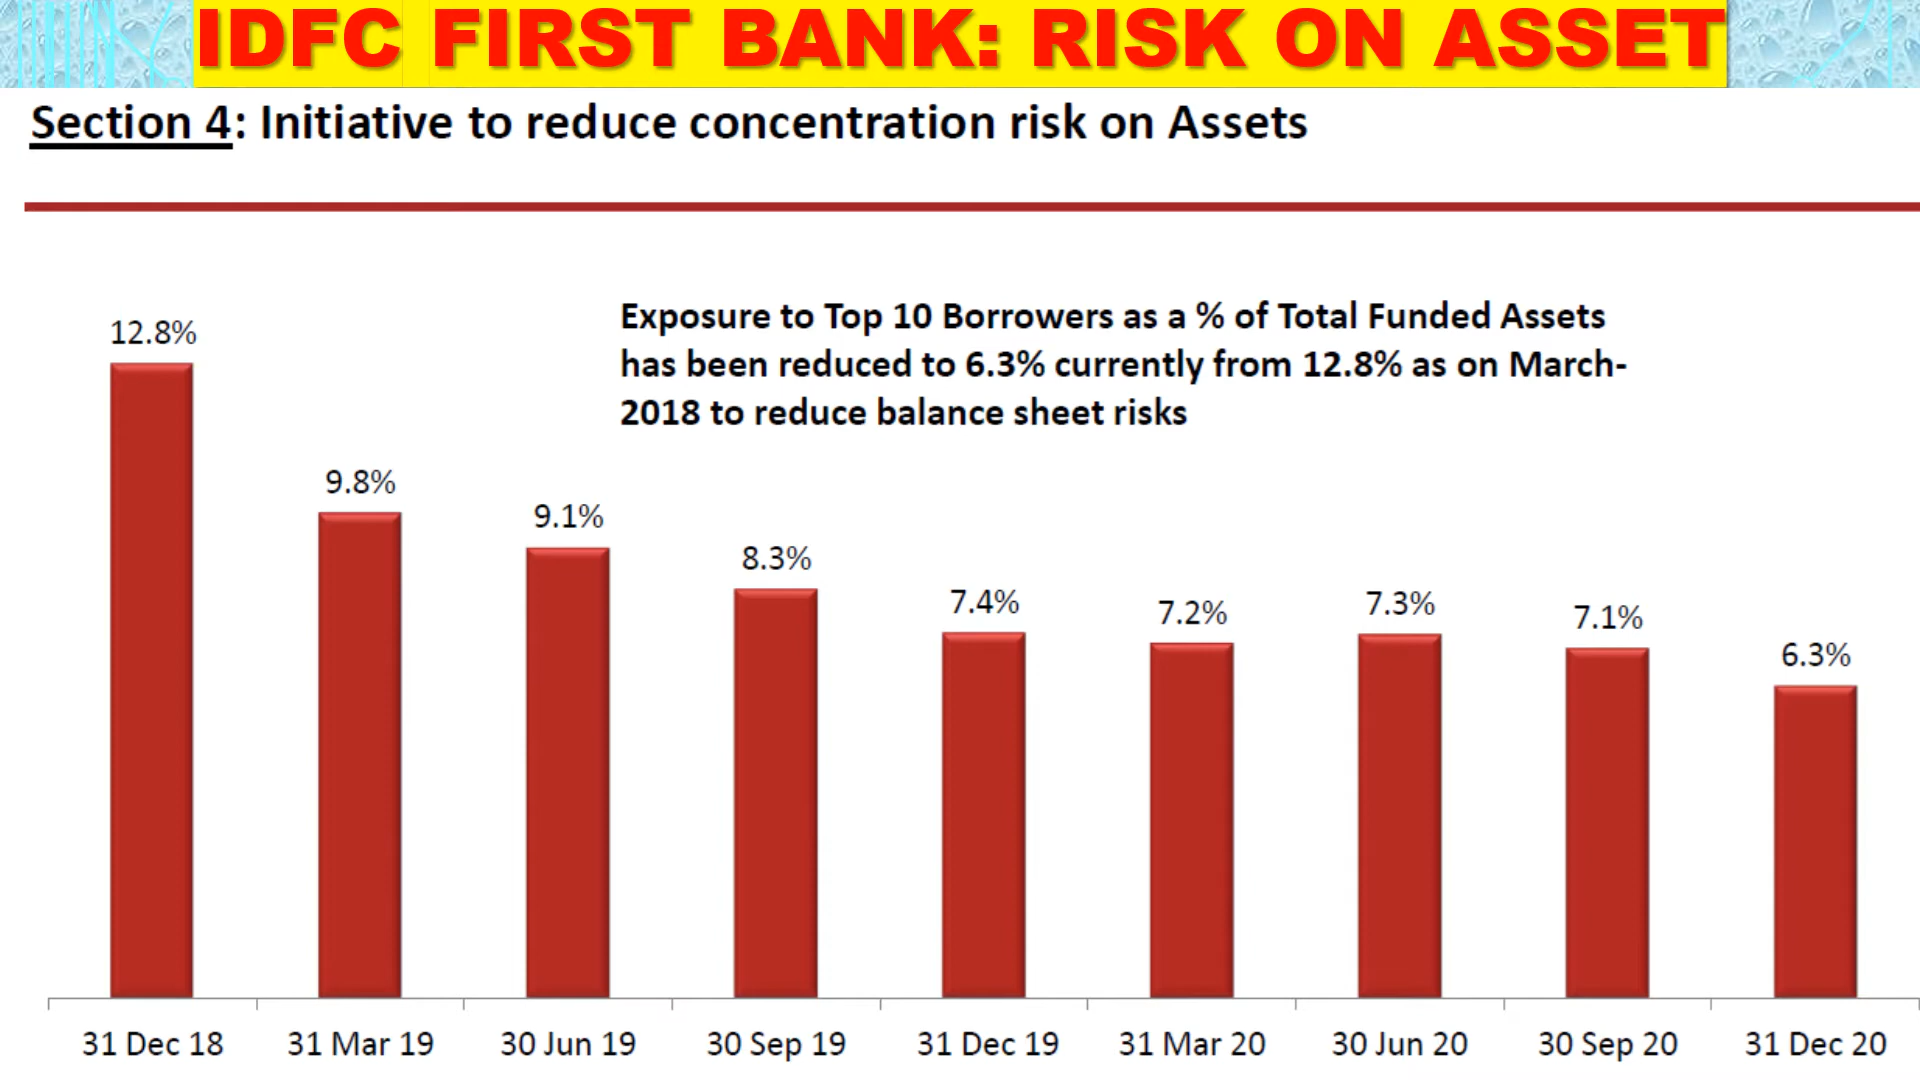 IDFC FIRST BANK: RISK ON ASSET
Section 4: Initiative to reduce concentration risk on Assets
Exposure to Top 10 Borrowers as a % of Total Funded Assets
has been reduced to 6.3% currently from 12.8% as on March-
2018 to reduce balance sheet risks
12.8%
9.8%
9.1%
8.3%
7.4%
7.2%
7.3%
7.1%
6.3%
31 Dec 18
31 Mar 19
30 Jun 19
30 Sep 19
31 Dec 19
31 Mar 20
30 Jun 20
30 Sep 20
31 Dec 20